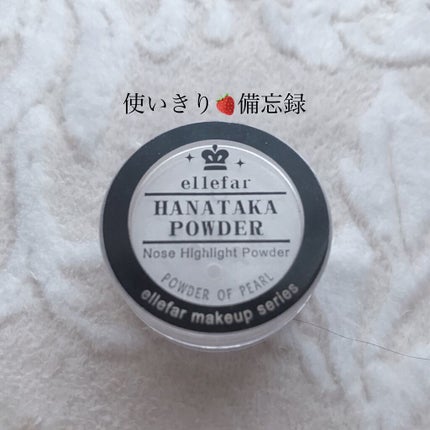 使いきり🍓備忘録
ellefar
HANATAKA
POWDER
Nose Highlight Powder
POWDER OF PEARL
ellefar makeup series